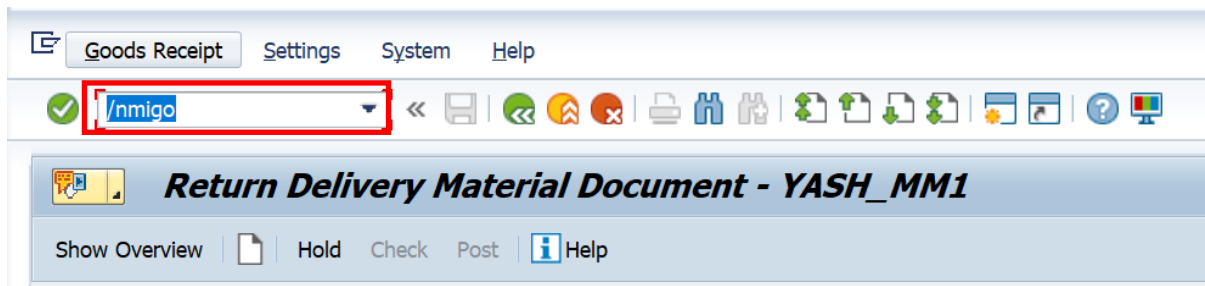 Goods Receipt Settings System Help
/nmigo
Return Delivery Material Document - YASH_MM1
Show Overview Hold Check Post Help